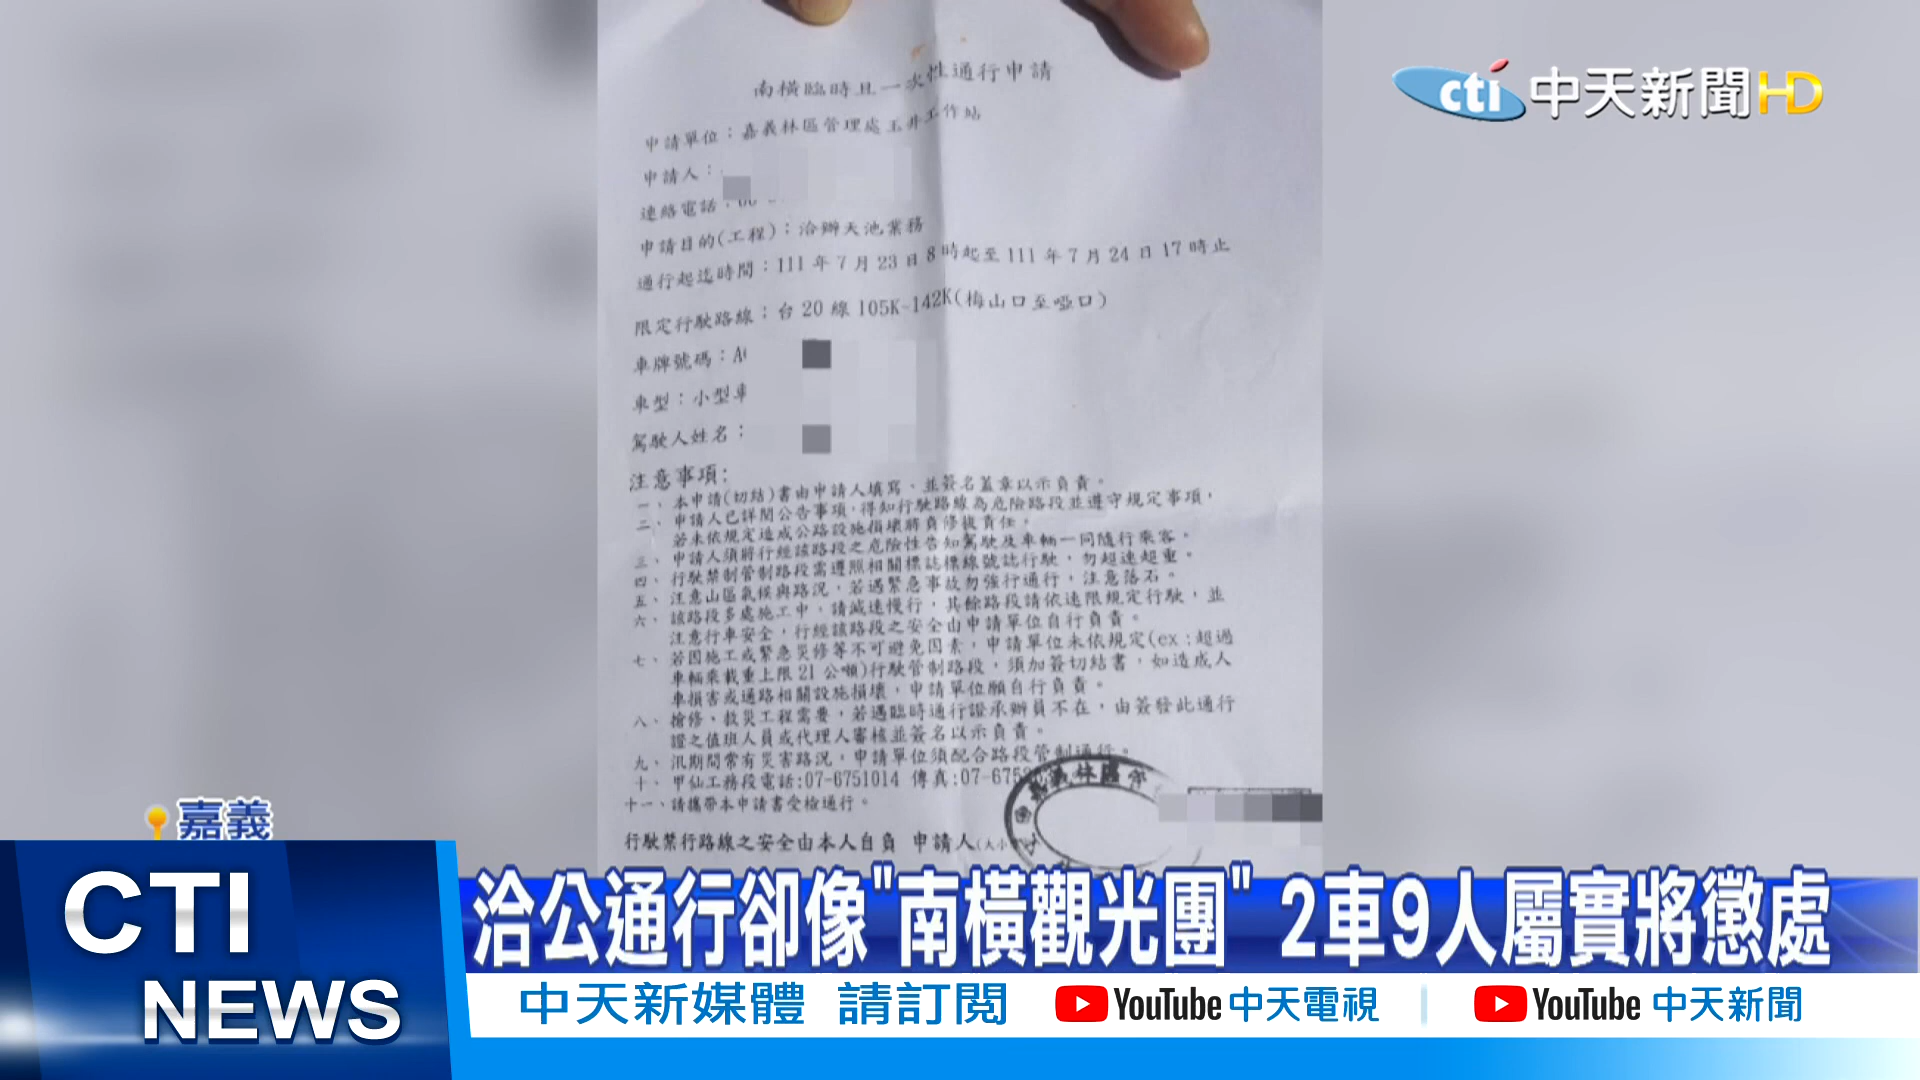 南橫臨時且一次性通行申請
cti 中天新聞HD
申請單位：嘉義林區管理處玉井工作站
申請人：
連絡電話：06
申請目的(工程)：洽辦天池業務
通行起迄時間：111 年 7 月 23 日 8 時起至 111 年 7 月 24 日 17 時止
限定行駛路線：台 20 線 105K~142K(梅山口至啞口)
車牌號碼：A
車型：小型車
駕駛人姓名：
注意事項:
一、本申請(切結)書由申請人填寫、並簽名蓋章以示負責。
二、申請人已詳閱公告事項，得知行駛路線為危險路段並遵守規定事項，
若未依規定造成公路設施損壞將負修復責任。
三、申請人須將行經該路段之危險性告知駕駛及車輛一同隨行乘客。
四、行駛禁制管制路段需遵照相關標誌標線號誌行駛，勿超速超重。
五、注意山區氣候與路況，若遇緊急事故勿強行通行，注意落石。
六、該路段多處施工中，請減速慢行，其餘路段請依速限規定行駛，並
注意行車安全，行經該路段之安全由申請單位自行負責。
七、若因施工或緊急災修等不可避免因素，申請單位未依規定(ex:超過
車輛乘載重上限 21 公噸)行駛管制路段，須加簽切結書，如造成人
車損害或通路相關設施損壞，申請單位願自行負責。
八、搶修、救災工程需要，若遇臨時通行證承辦員不在，由簽發此通行
證之值班人員或代理人審核並簽名以示負責。
九、汛期間常有災害路況，申請單位須配合路段管制通行。
十、甲仙工務段電話:07-6751014 傳真:07-675
十一、請攜帶本申請書受檢通行。
行駛禁行路線之安全由本人自負 申請人(大小
嘉義林區
嘉義
CTI NEWS
洽公通行卻像"南橫觀光團" 2車9人屬實將懲處
中天新媒體 請訂閱 YouTube 中天電視 | YouTube 中天新聞